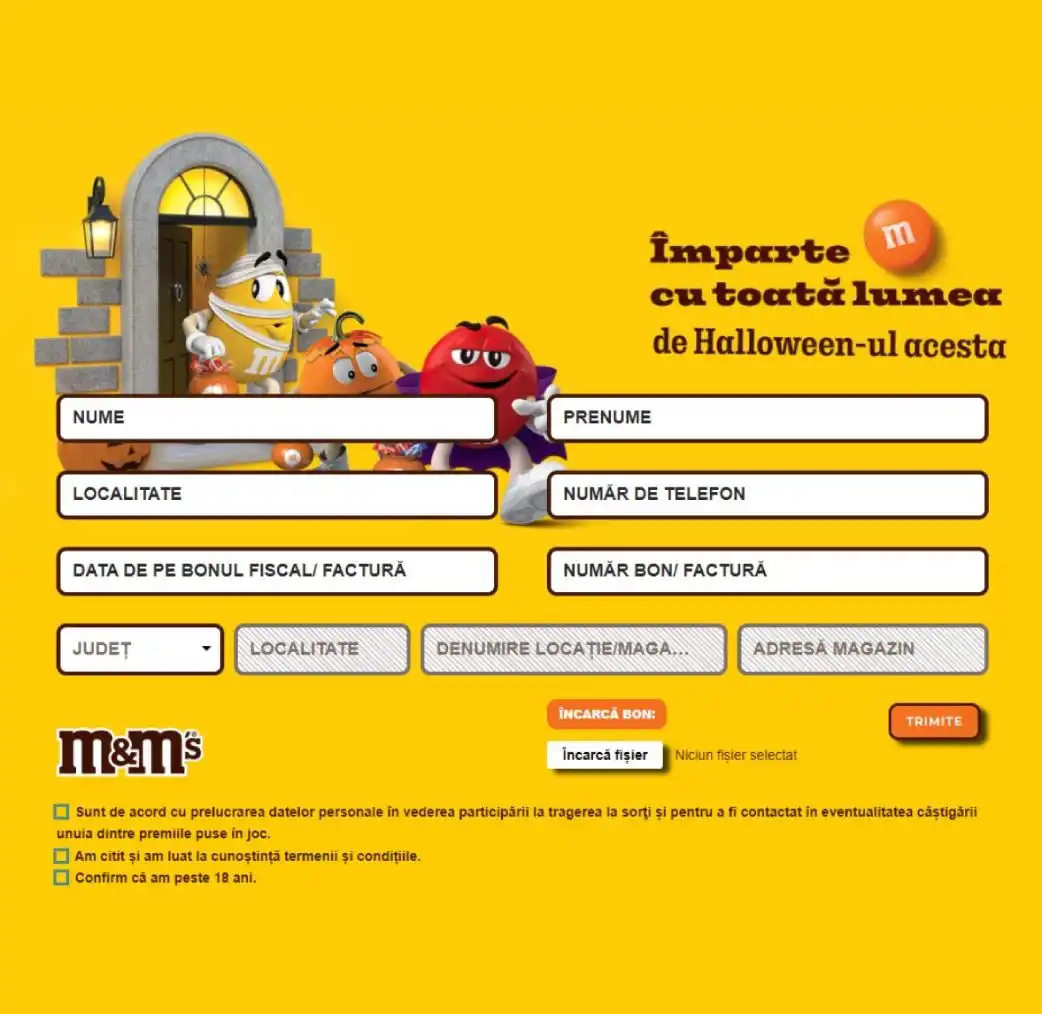 Împarte
cu toată lumea
de Halloween-ul acesta
m
m
m
NUME
PRENUME
LOCALITATE
NUMĂR DE TELEFON
DATA DE PE BONUL FISCAL/ FACTURĂ
NUMĂR BON/ FACTURĂ
JUDEȚ
LOCALITATE
DENUMIRE LOCAȚIE/MAGA...
ADRESĂ MAGAZIN
ÎNCARCĂ BON:
TRIMITE
Încarcă fișier
Niciun fișier selectat
m&m's
Sunt de acord cu prelucrarea datelor personale în vederea participării la tragerea la sorți și pentru a fi contactat în eventualitatea câștigării
unuia dintre premiile puse în joc.
Am citit și am luat la cunoștință termenii și condițiile.
Confirm că am peste 18 ani.